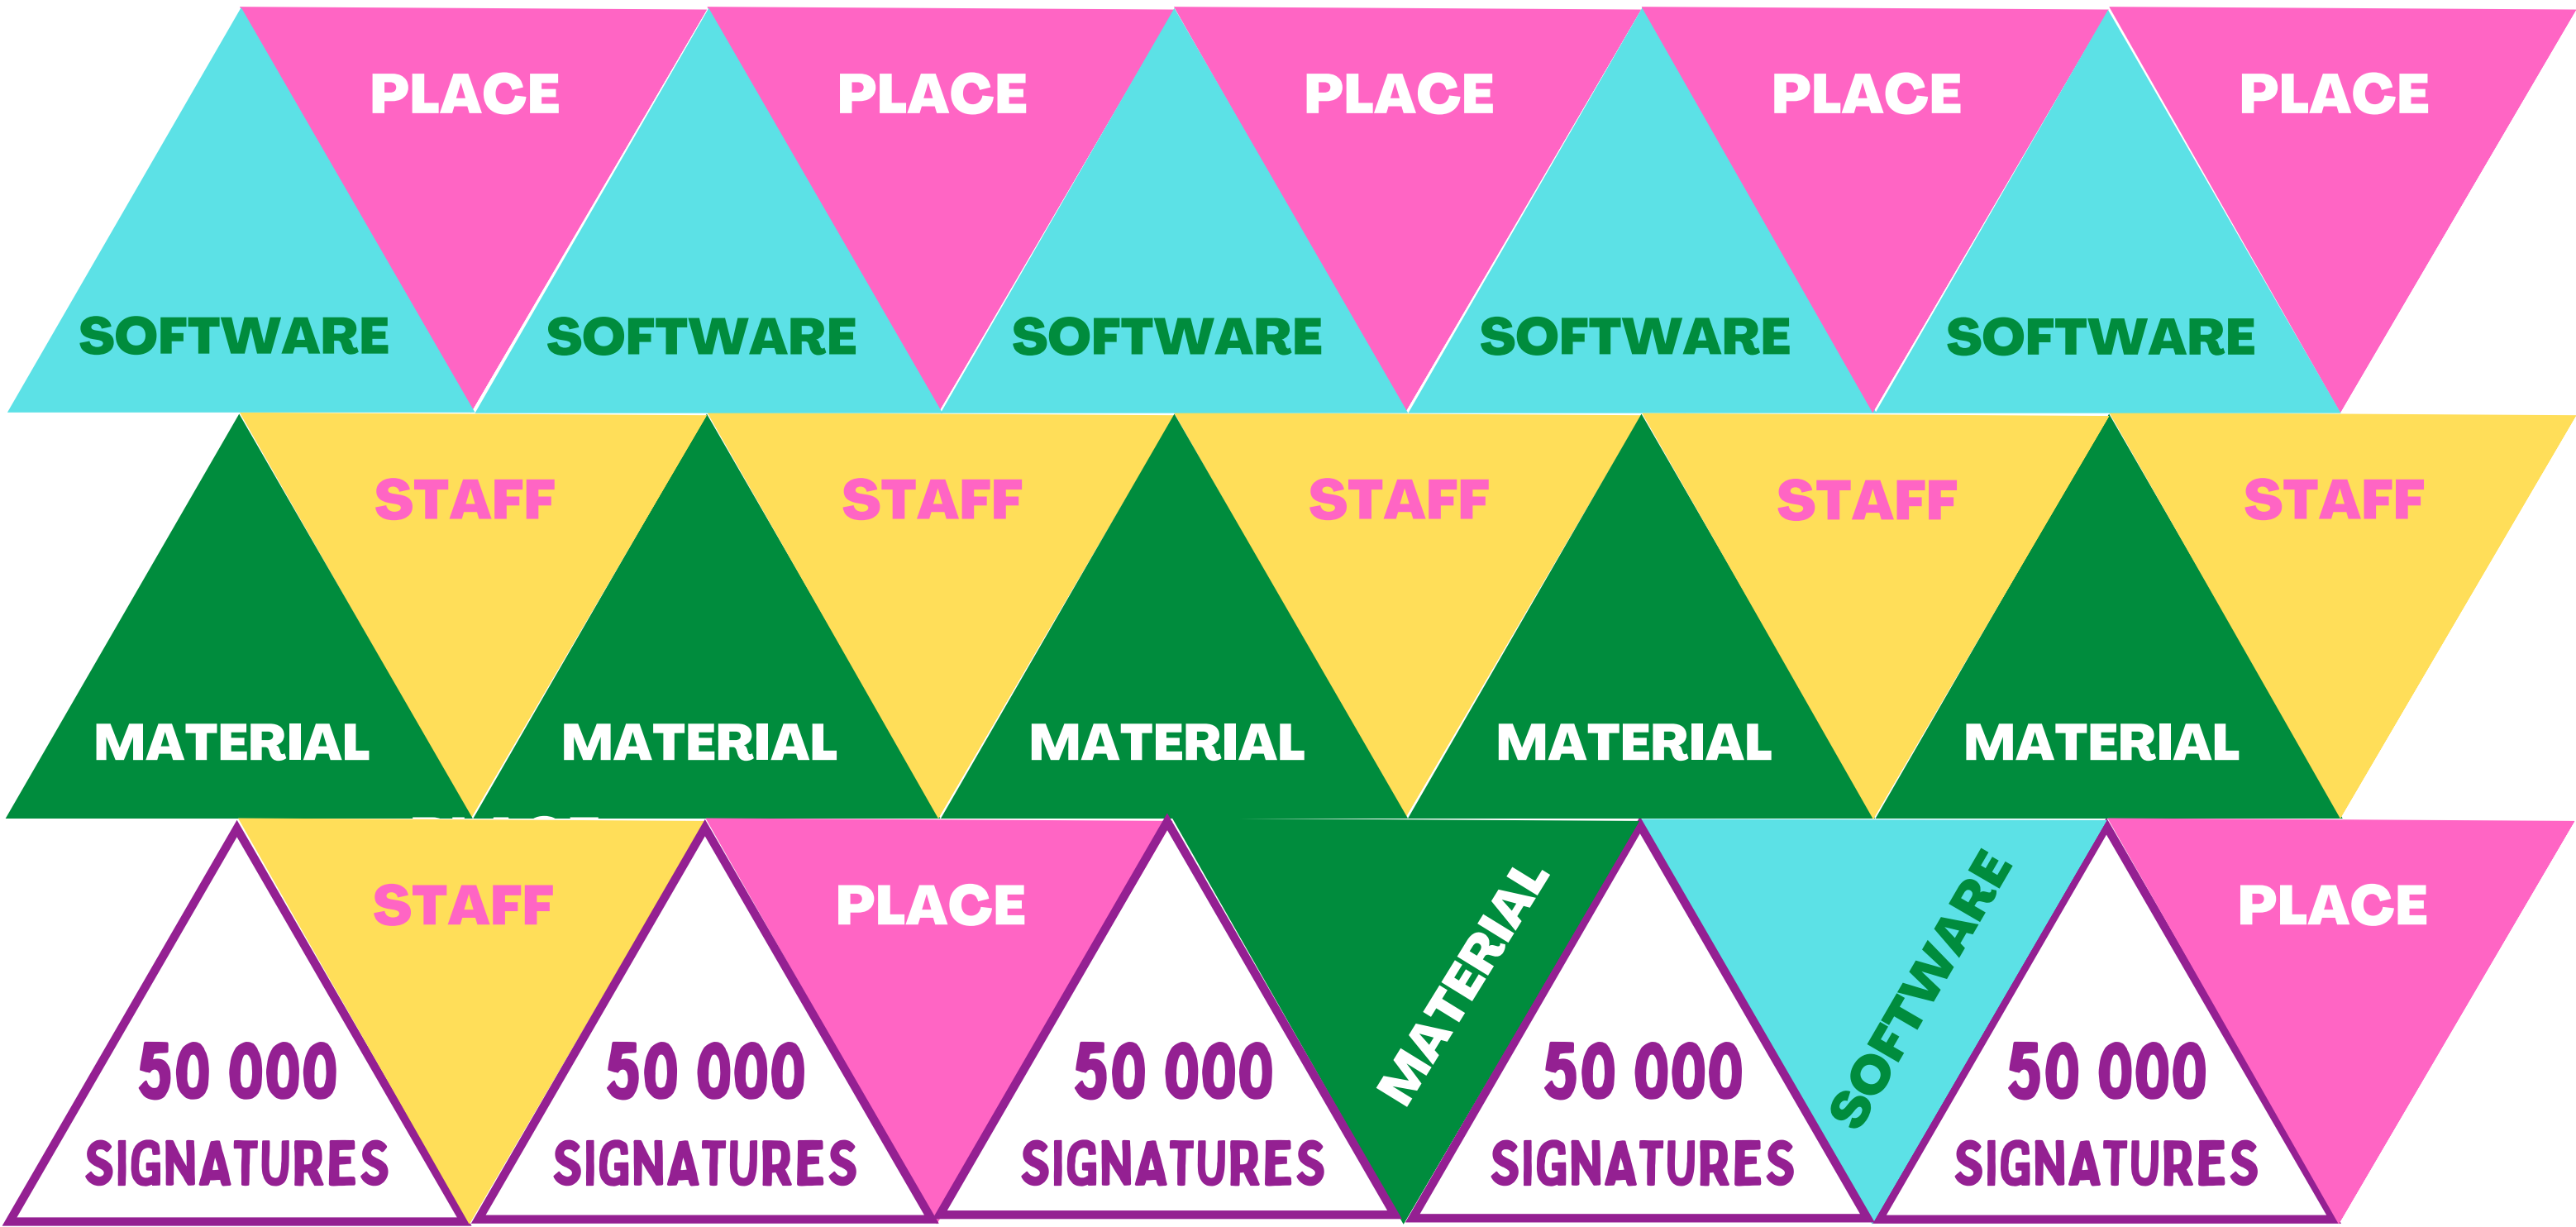 PLACE PLACE PLACE PLACE PLACE
SOFTWARE SOFTWARE SOFTWARE SOFTWARE SOFTWARE
STAFF STAFF STAFF STAFF STAFF
MATERIAL MATERIAL MATERIAL MATERIAL MATERIAL
STAFF PLACE MATERIAL SOFTWARE PLACE
50 000 50 000 50 000 50 000 50 000
SIGNATURES SIGNATURES SIGNATURES SIGNATURES SIGNATURES